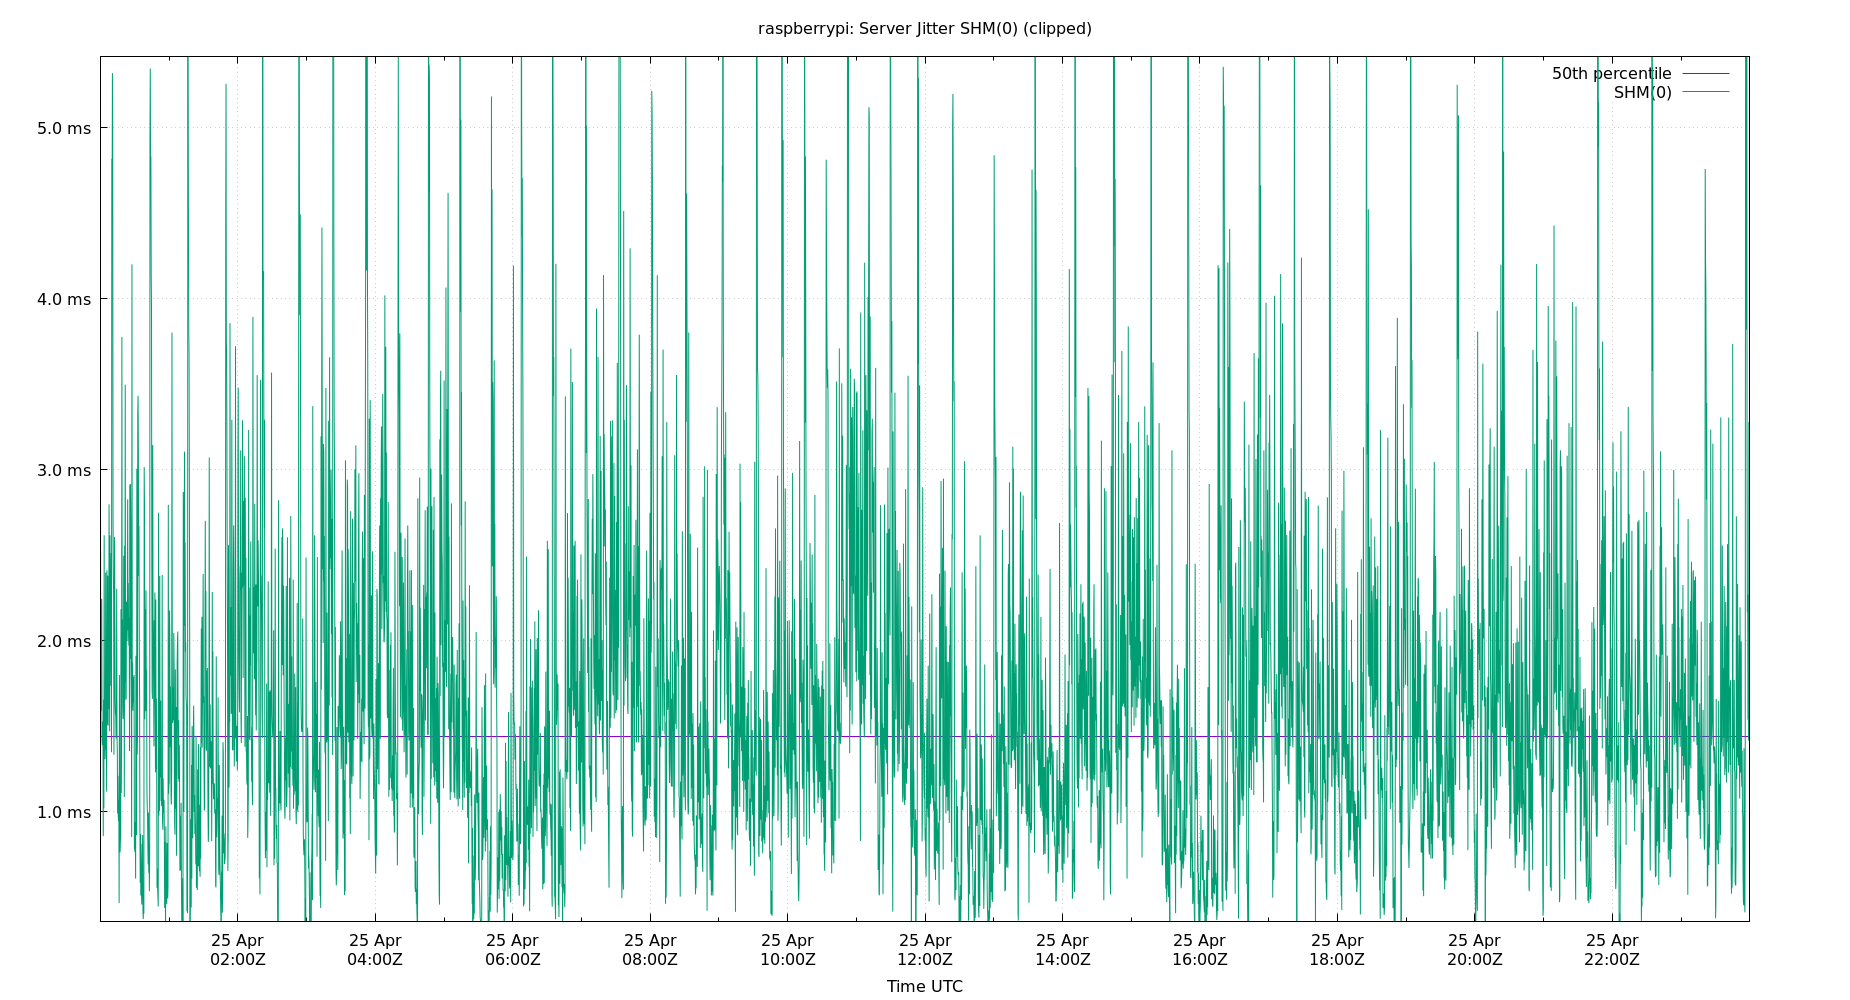 raspberrypi: Server Jitter SHM(0) (clipped)
50th percentile
SHM(0)
5.0 ms
4.0 ms
3.0 ms
2.0 ms
1.0 ms
25 Apr 25 Apr 25 Apr 25 Apr 25 Apr 25 Apr 25 Apr 25 Apr 25 Apr 25 Apr 25 Apr
02:00Z 04:00Z 06:00Z 08:00Z 10:00Z 12:00Z 14:00Z 16:00Z 18:00Z 20:00Z 22:00Z
Time UTC